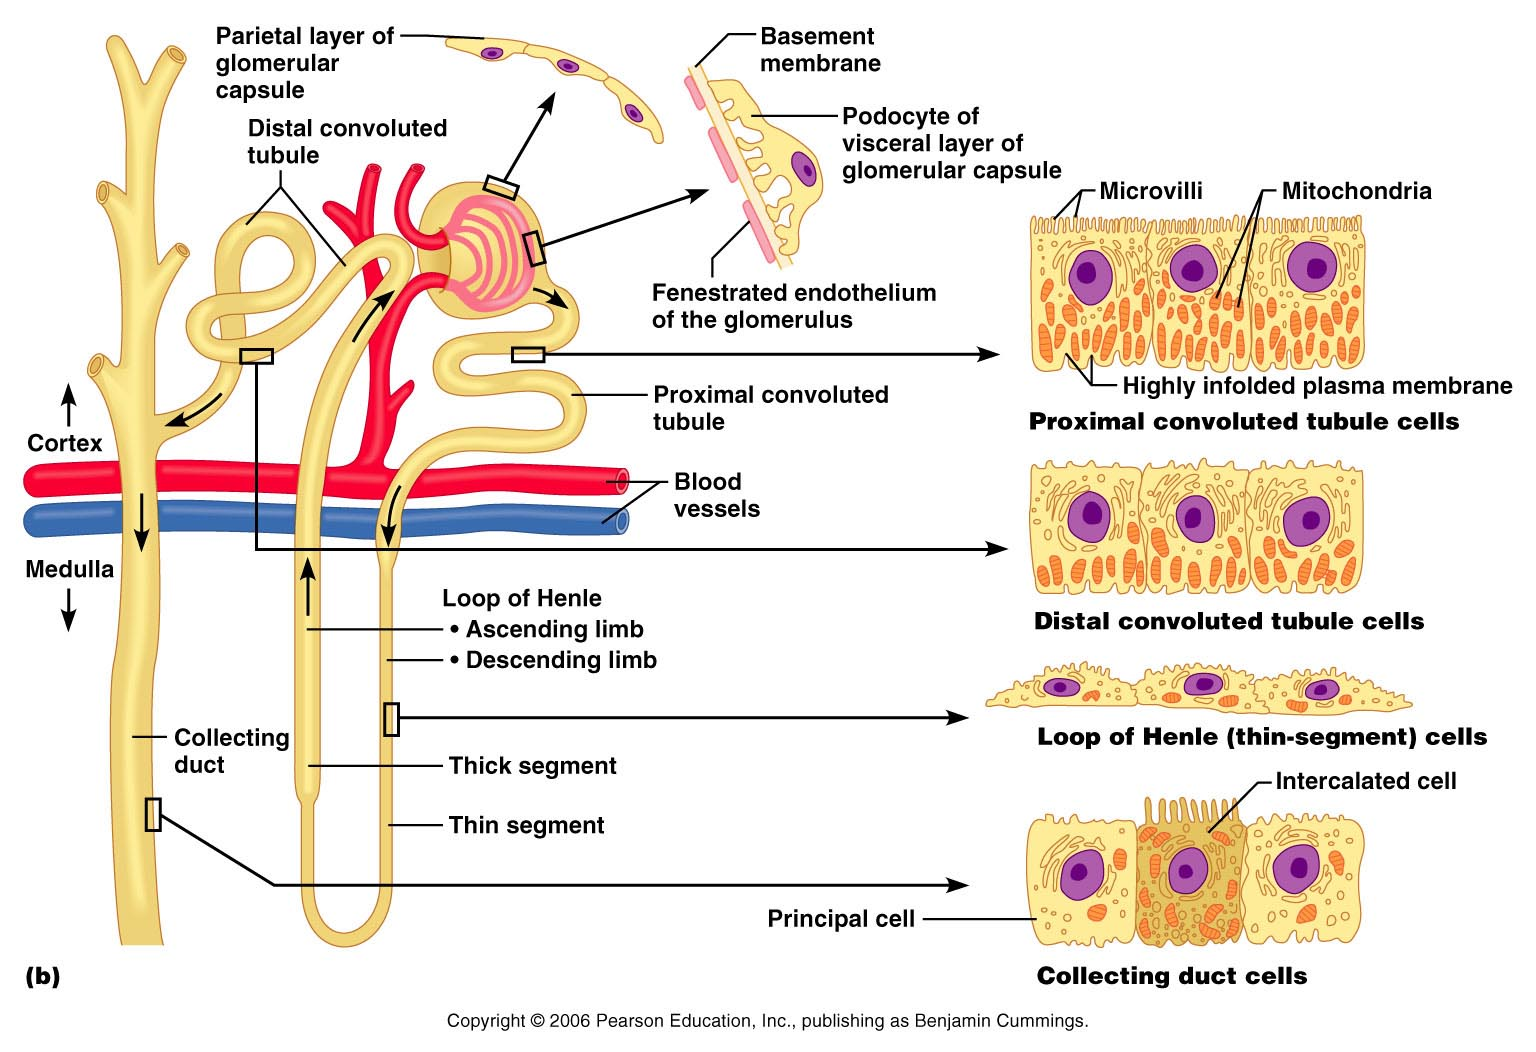 Parietal layer of
glomerular
capsule
Basement
membrane
Distal convoluted
tubule
Podocyte of
visceral layer of
glomerular capsule
Microvilli
Mitochondria
Fenestrated endothelium
of the glomerulus
Highly infolded plasma membrane
Proximal convoluted tubule cells
Proximal convoluted
tubule
Cortex
Blood
vessels
Medulla
Distal convoluted tubule cells
Loop of Henle
• Ascending limb
• Descending limb
Collecting
duct
Loop of Henle (thin-segment) cells
Thick segment
Intercalated cell
Thin segment
Principal cell
Collecting duct cells
(b)
Copyright © 2006 Pearson Education, Inc., publishing as Benjamin Cummings.